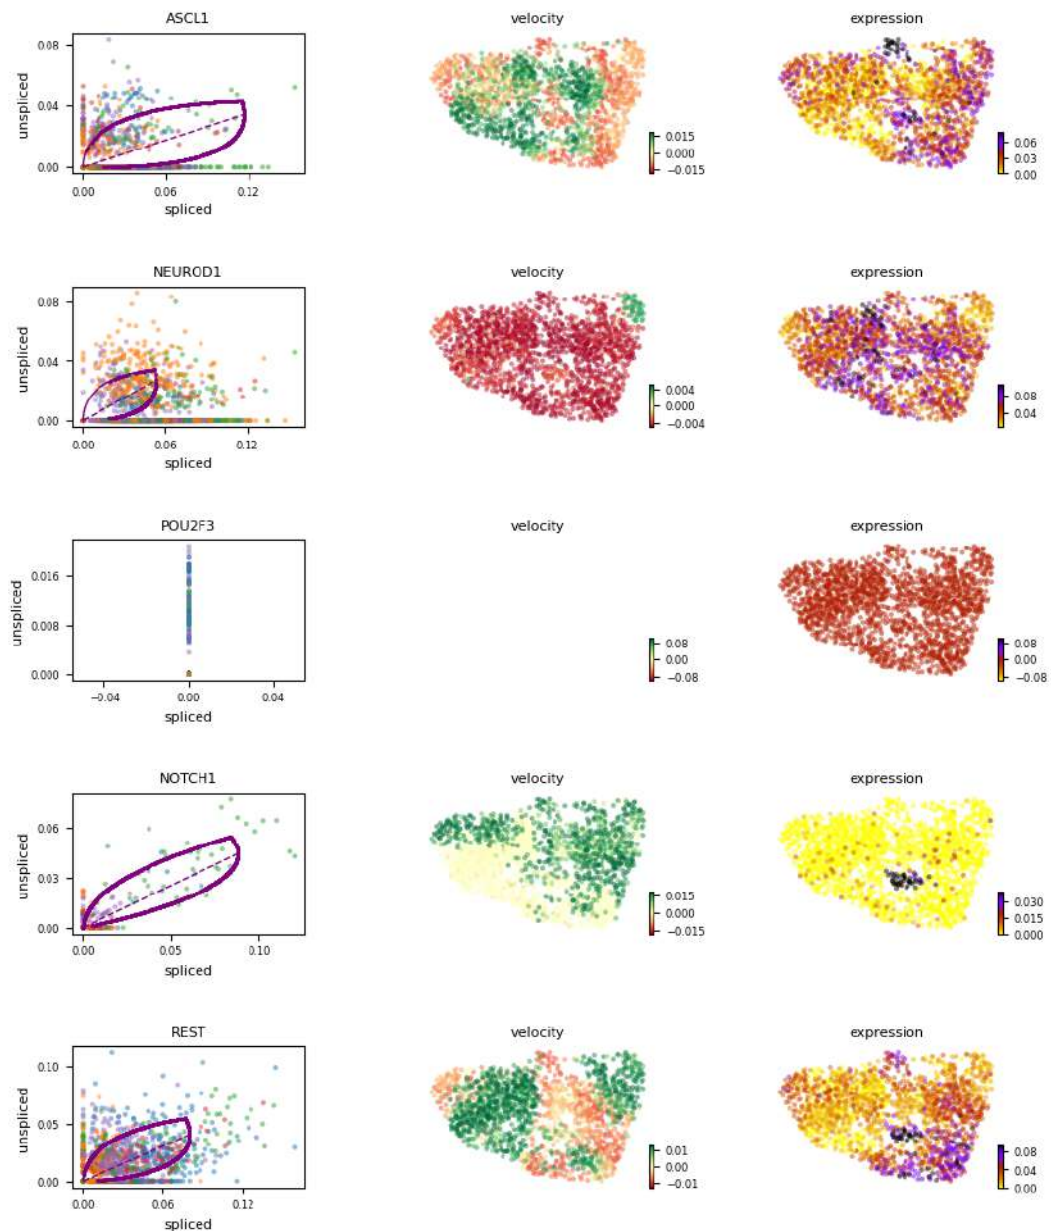 ASCL1
velocity
expression
unspliced
0.08
0.04
0.00
0.00
0.06
0.12
spliced
0.015
0.000
−0.015
0.06
0.03
0.00
NEUROD1
velocity
expression
unspliced
0.08
0.04
0.00
0.00
0.06
0.12
spliced
0.004
0.000
−0.004
0.08
0.04
POU2F3
velocity
expression
unspliced
0.016
0.008
0.000
−0.04
0.00
0.04
spliced
0.08
0.00
−0.08
0.08
0.00
−0.08
NOTCH1
velocity
expression
unspliced
0.06
0.03
0.00
0.00
0.05
0.10
spliced
0.015
0.000
−0.015
0.030
0.015
0.000
REST
velocity
expression
unspliced
0.10
0.05
0.00
0.00
0.06
0.12
spliced
0.01
0.00
−0.01
0.08
0.04
0.00